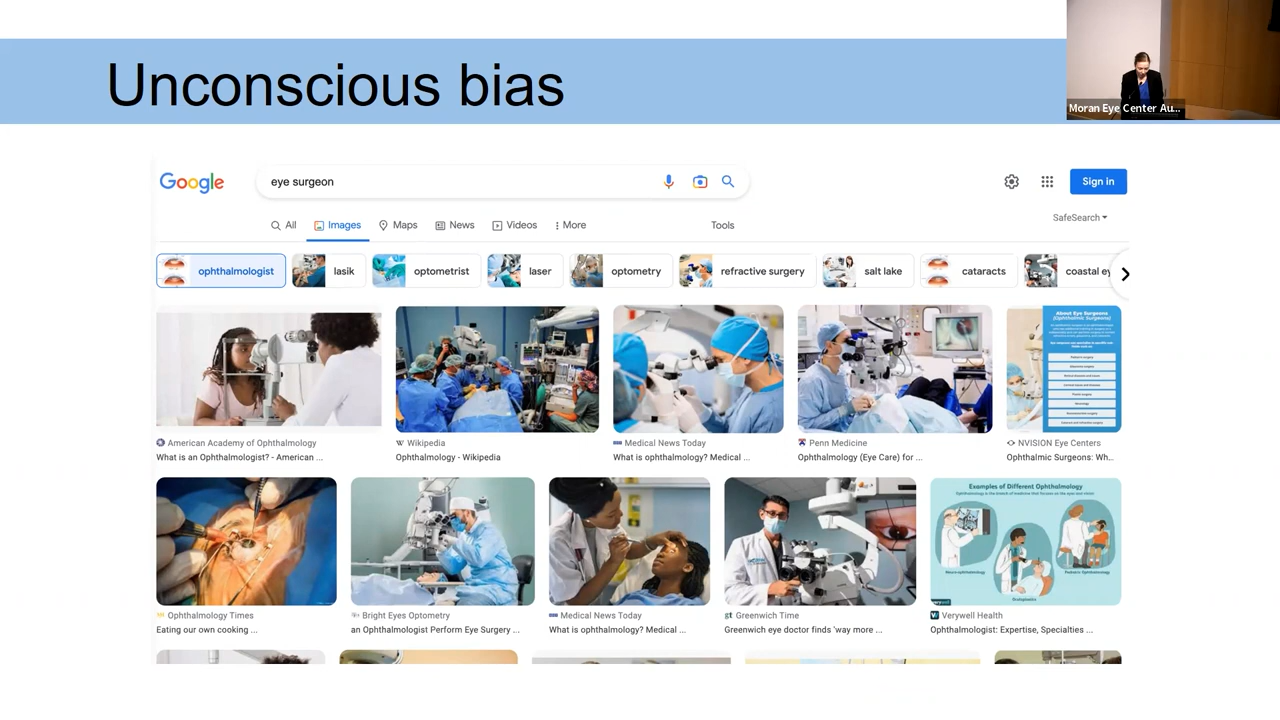 Unconscious bias
Moran Eye Center Au...
Google
eye surgeon
Sign in
All
Images
Maps
News
Videos
More
Tools
SafeSearch
ophthalmologist
lasik
optometrist
laser
optometry
refractive surgery
salt lake
cataracts
coastal ey
About Eye Surgeons
(Ophthalmic Surgeons)
American Academy of Ophthalmology
What is an Ophthalmologist? - American ...
Wikipedia
Ophthalmology - Wikipedia
Medical News Today
What is ophthalmology? Medical ...
Penn Medicine
Ophthalmology (Eye Care) for ...
NVISION Eye Centers
Ophthalmic Surgeons: Wh..
Examples of Different Ophthalmology
Ophthalmology Times
Eating our own cooking ...
Bright Eyes Optometry
an Ophthalmologist Perform Eye Surgery ...
Medical News Today
What is ophthalmology? Medical ...
gt Greenwich Time
Greenwich eye doctor finds 'way more ...
Verywell Health
Ophthalmologist: Expertise, Specialties ...